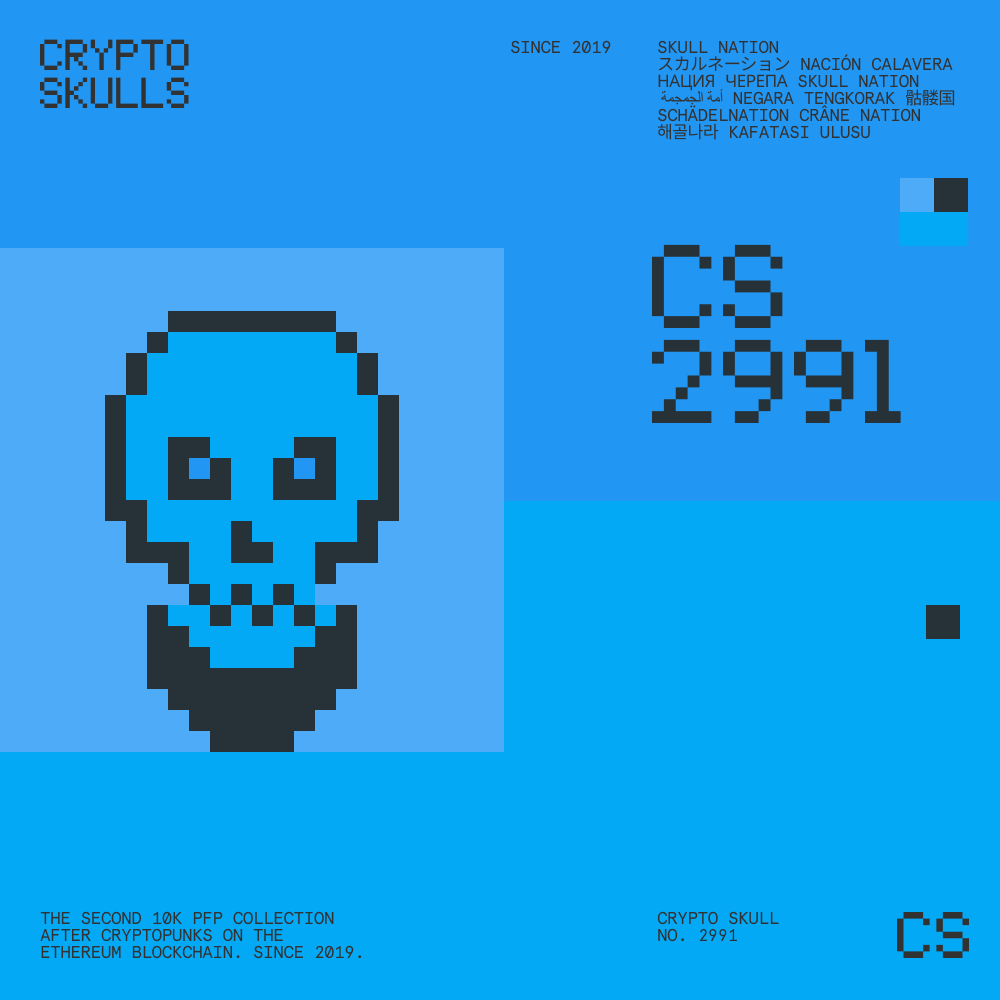 CRYPTO
SKULLS
SINCE 2019
SKULL NATION
スカルネーション NACIÓN CALAVERA
НАЦИЯ ЧЕРЕПА SKULL NATION
أمة الجمجمة NEGARA TENGKORAK 骷髅国
SCHÄDELNATION CRÂNE NATION
해골나라 KAFATASI ULUSU
CS
2991
THE SECOND 10K PFP COLLECTION
AFTER CRYPTOPUNKS ON THE
ETHEREUM BLOCKCHAIN. SINCE 2019.
CRYPTO SKULL
NO. 2991
CS